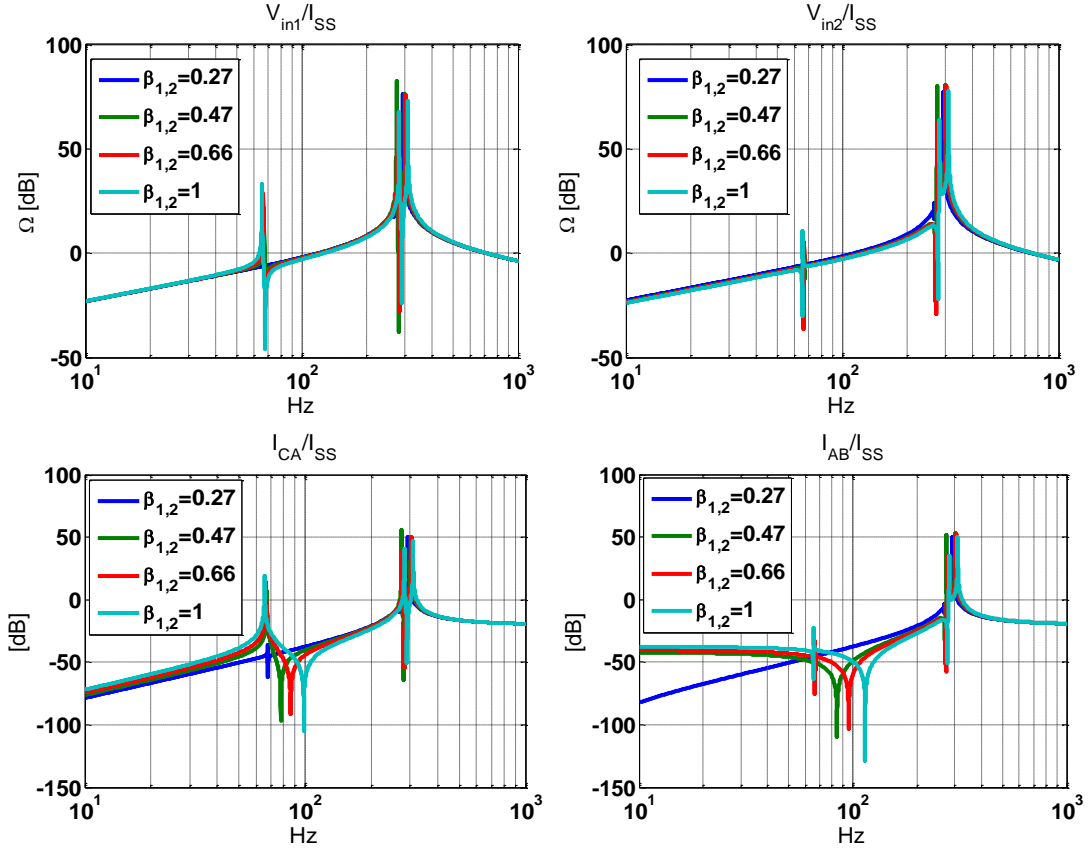 V_in1/I_SS
100
50
0
-50
Ω [dB]
β_1,2=0.27
β_1,2=0.47
β_1,2=0.66
β_1,2=1
10^1
10^2
10^3
Hz
V_in2/I_SS
100
50
0
-50
Ω [dB]
β_1,2=0.27
β_1,2=0.47
β_1,2=0.66
β_1,2=1
10^1
10^2
10^3
Hz
I_CA/I_SS
100
50
0
-50
-100
-150
[dB]
β_1,2=0.27
β_1,2=0.47
β_1,2=0.66
β_1,2=1
10^1
10^2
10^3
Hz
I_AB/I_SS
100
50
0
-50
-100
-150
[dB]
β_1,2=0.27
β_1,2=0.47
β_1,2=0.66
β_1,2=1
10^1
10^2
10^3
Hz